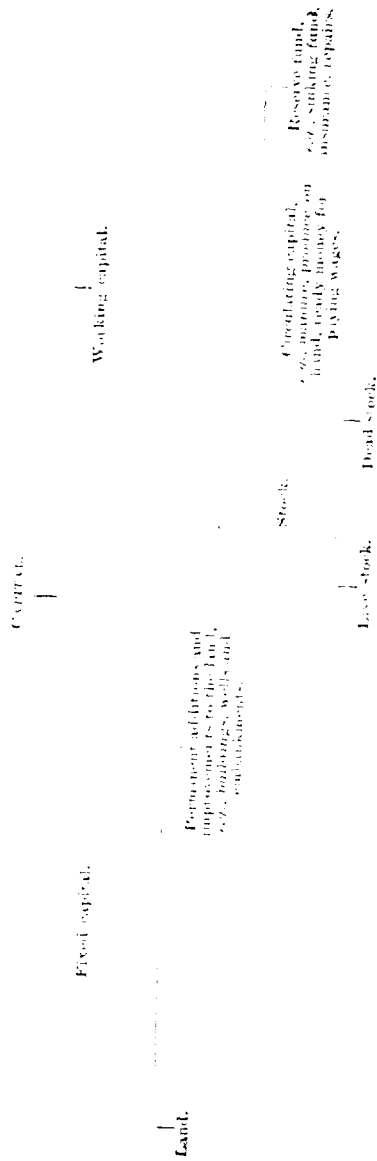 CAPITAL.
Fixed capital.
Working capital.
Land.
Permanent additions and
improvements to the land,
e.g., buildings, wells and
embankments.
Stock.
Circulating capital,
e.g., manure, produce on
hand, ready money for
paying wages.
Reserve fund,
e.g., sinking fund,
insurance, repairs.
Live stock.
Dead stock.